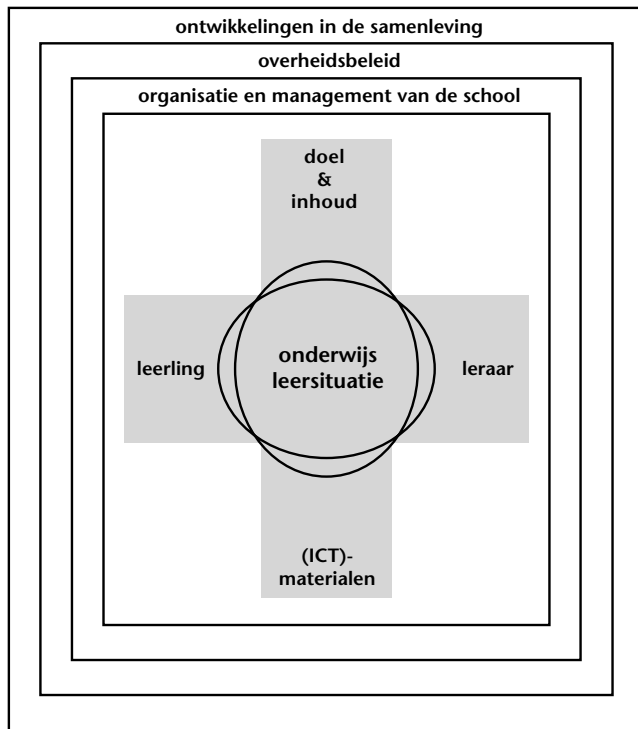 ontwikkelingen in de samenleving
overheidsbeleid
organisatie en management van de school
doel
&
inhoud
leerling
onderwijs
leersituatie
leraar
(ICT)-
materialen